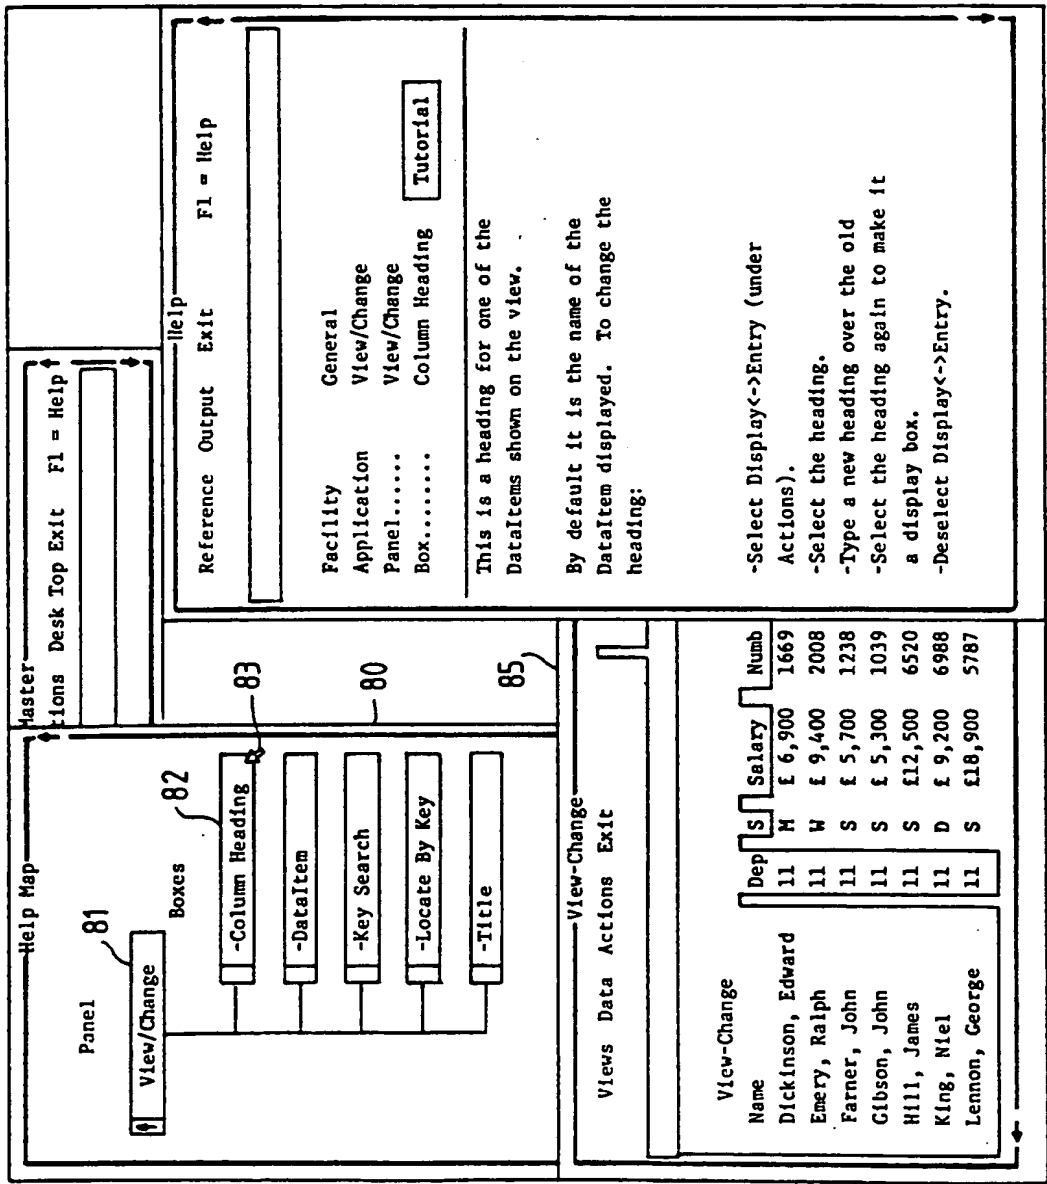 Help Map
Panel
81
View/Change
Boxes
82
-Column Heading
83
-DataItem
-Key Search
80
-Locate By Key
-Title
Master
tions Desk Top Exit F1 = Help
85
View-Change
Views Data Actions Exit
View-Change
Name Dep S Salary Numb
Dickinson, Edward 11 M £ 6,900 1669
Emery, Ralph 11 W £ 9,400 2008
Farner, John 11 S £ 5,700 1238
Gibson, John 11 S £ 5,300 1039
Hill, James 11 S £12,500 6520
King, Niel 11 D £ 9,200 6988
Lennon, George 11 S £18,900 5787
Help
Reference Output Exit F1 = Help
Facility General
Application View/Change
Panel...... View/Change
Box........ Column Heading Tutorial
This is a heading for one of the
DataItems shown on the view.
By default it is the name of the
DataItem displayed. To change the
heading:
-Select Display<->Entry (under
Actions).
-Select the heading.
-Type a new heading over the old
-Select the heading again to make it
a display box.
-Deselect Display<->Entry.